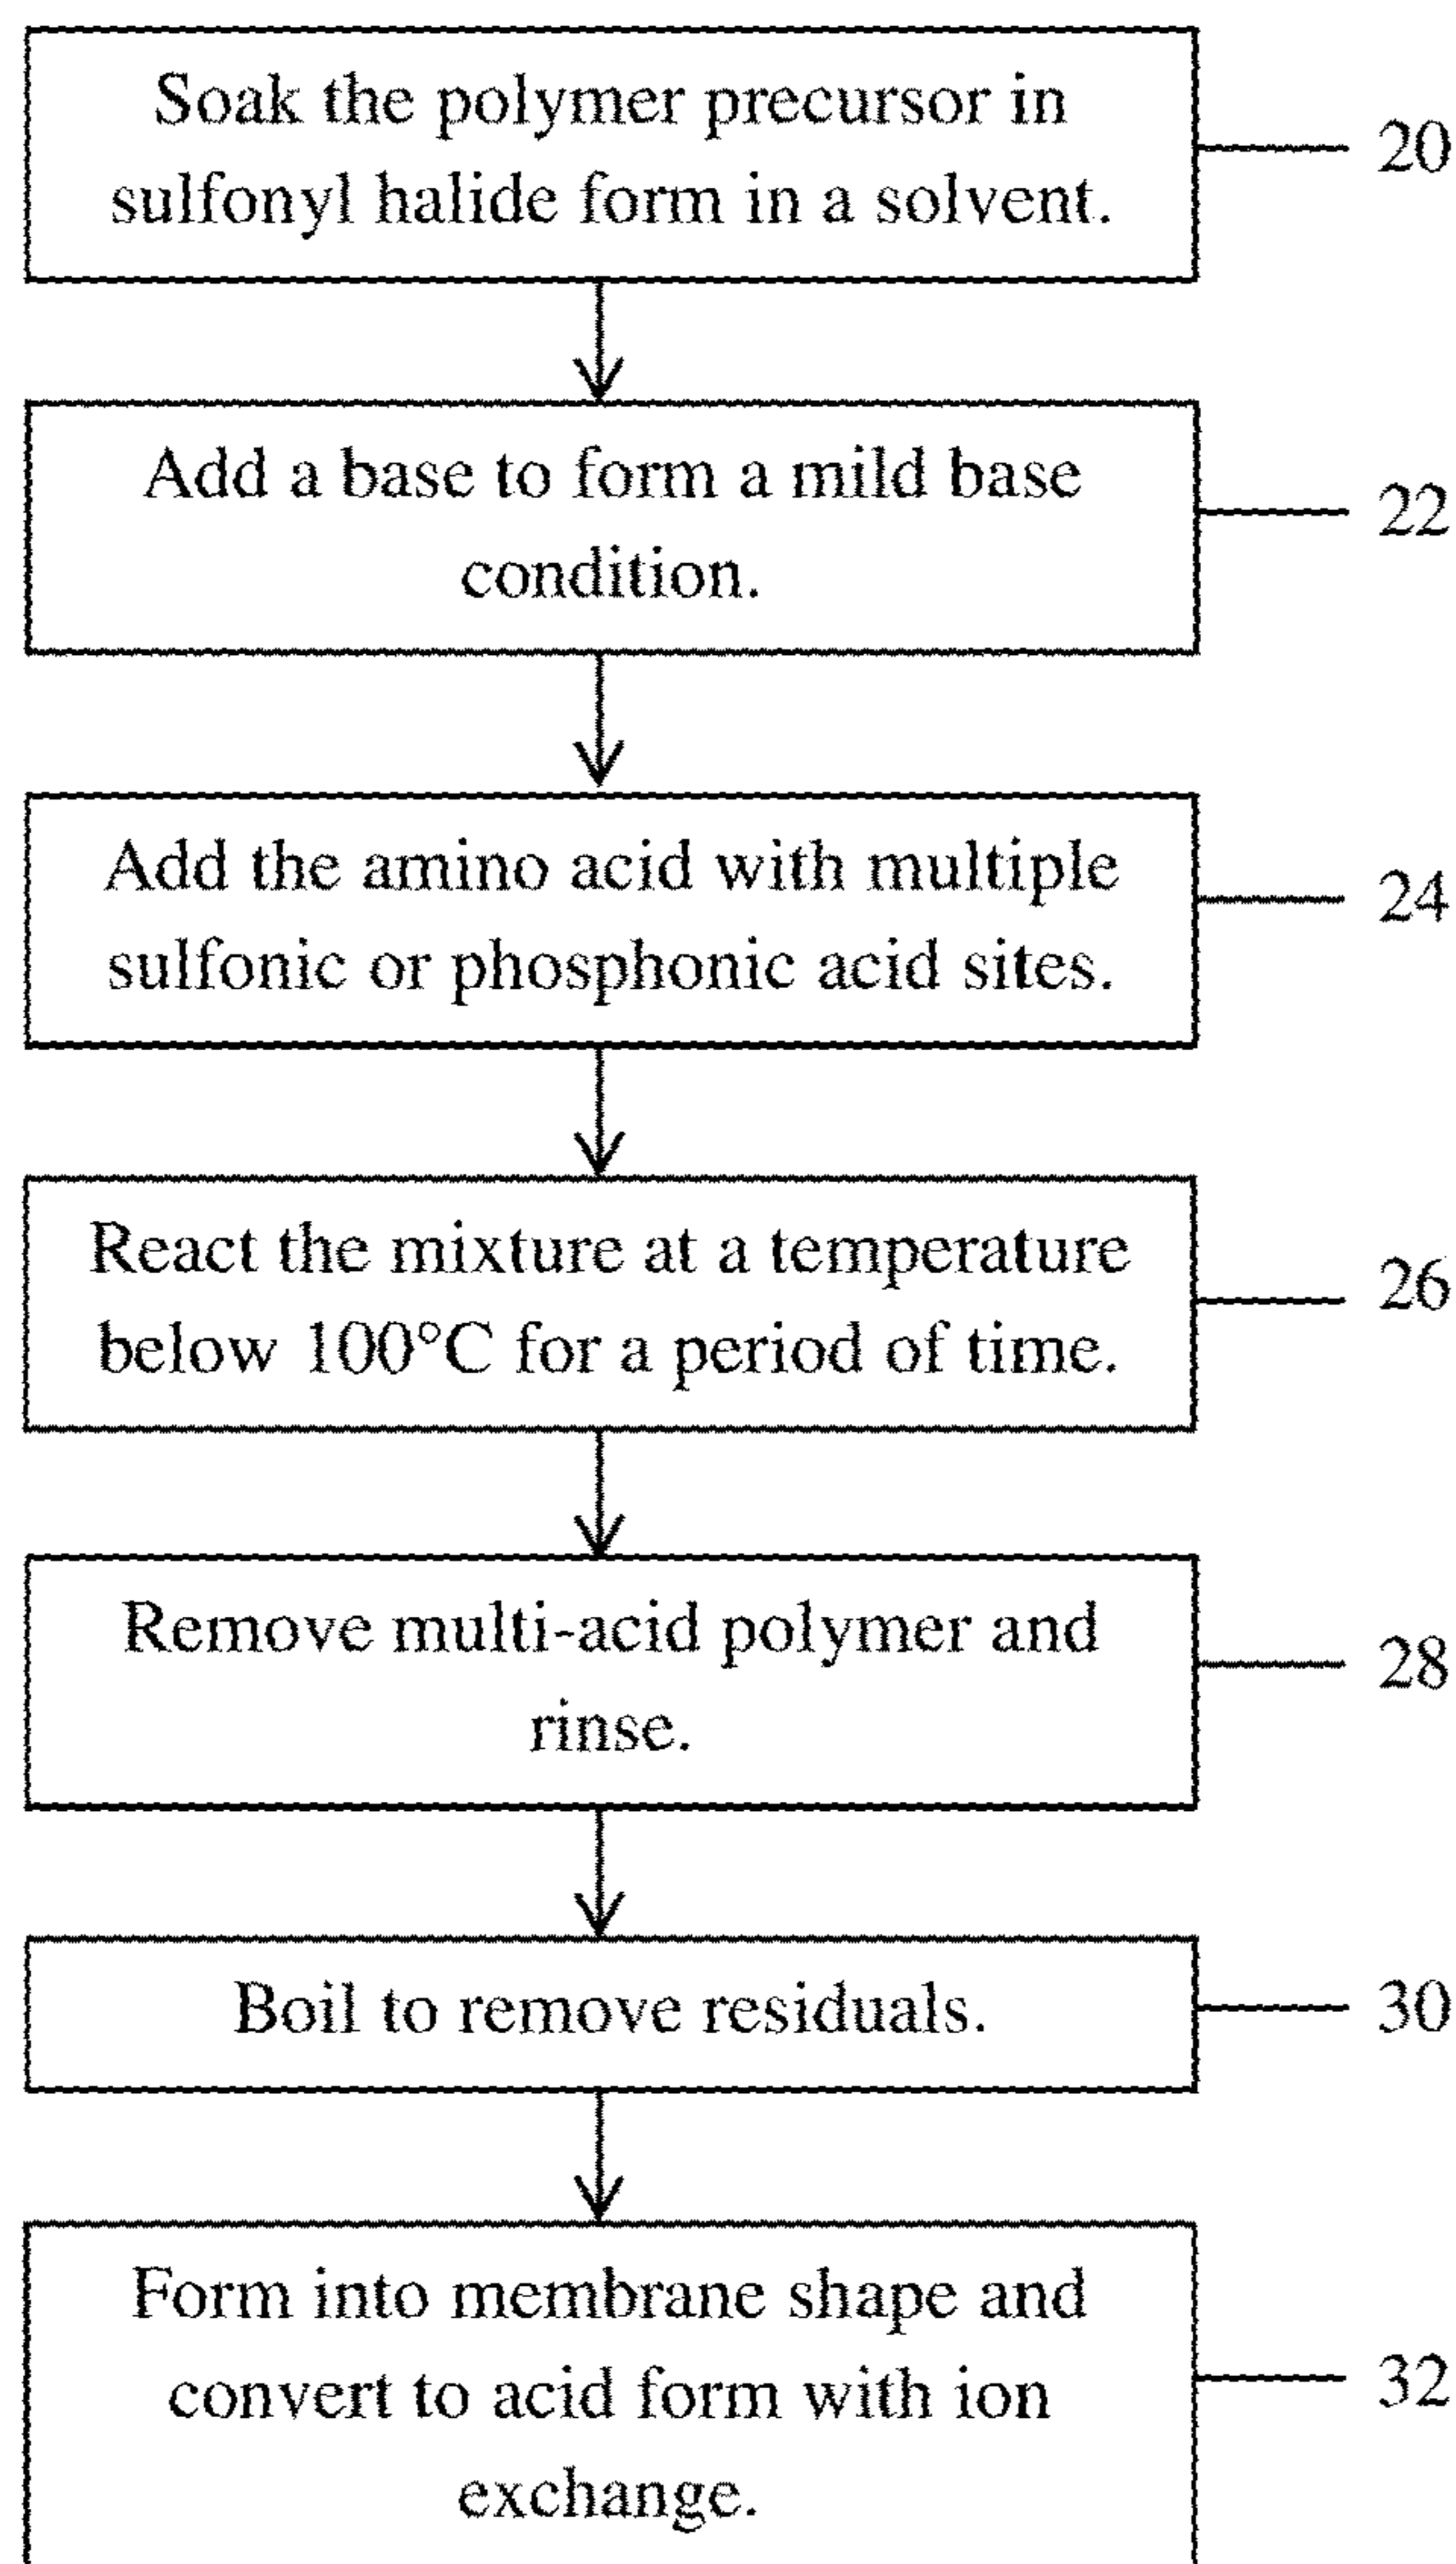 Soak the polymer precursor in
sulfonyl halide form in a solvent.
20
Add a base to form a mild base
condition.
22
Add the amino acid with multiple
sulfonic or phosphonic acid sites.
24
React the mixture at a temperature
below 100°C for a period of time.
26
Remove multi-acid polymer and
rinse.
28
Boil to remove residuals.
30
Form into membrane shape and
convert to acid form with ion
exchange.
32